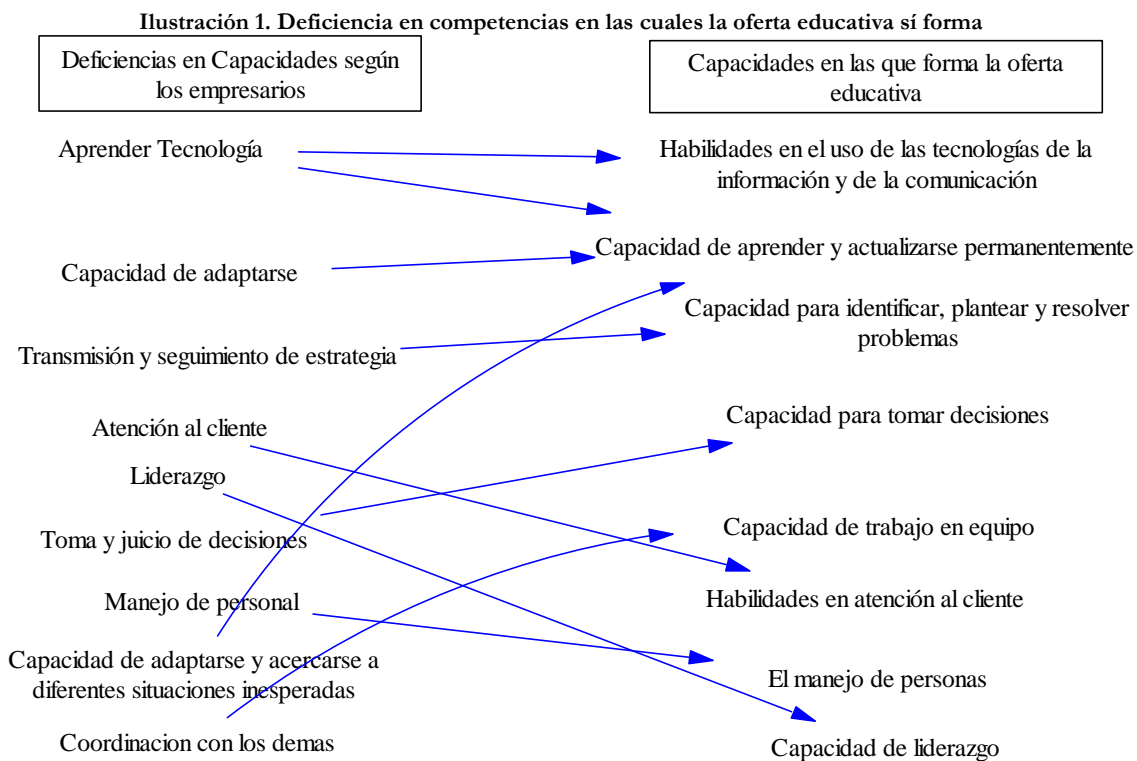 Ilustración 1. Deficiencia en competencias en las cuales la oferta educativa sí forma
Deficiencias en Capacidades según
los empresarios
Capacidades en las que forma la oferta
educativa
Aprender Tecnología
Capacidad de adaptarse
Transmisión y seguimiento de estrategia
Atención al cliente
Liderazgo
Toma y juicio de decisiones
Manejo de personal
Capacidad de adaptarse y acercarse a
diferentes situaciones inesperadas
Coordinacion con los demas
Habilidades en el uso de las tecnologías de la
información y de la comunicación
Capacidad de aprender y actualizarse permanentemente
Capacidad para identificar, plantear y resolver
problemas
Capacidad para tomar decisiones
Capacidad de trabajo en equipo
Habilidades en atención al cliente
El manejo de personas
Capacidad de liderazgo